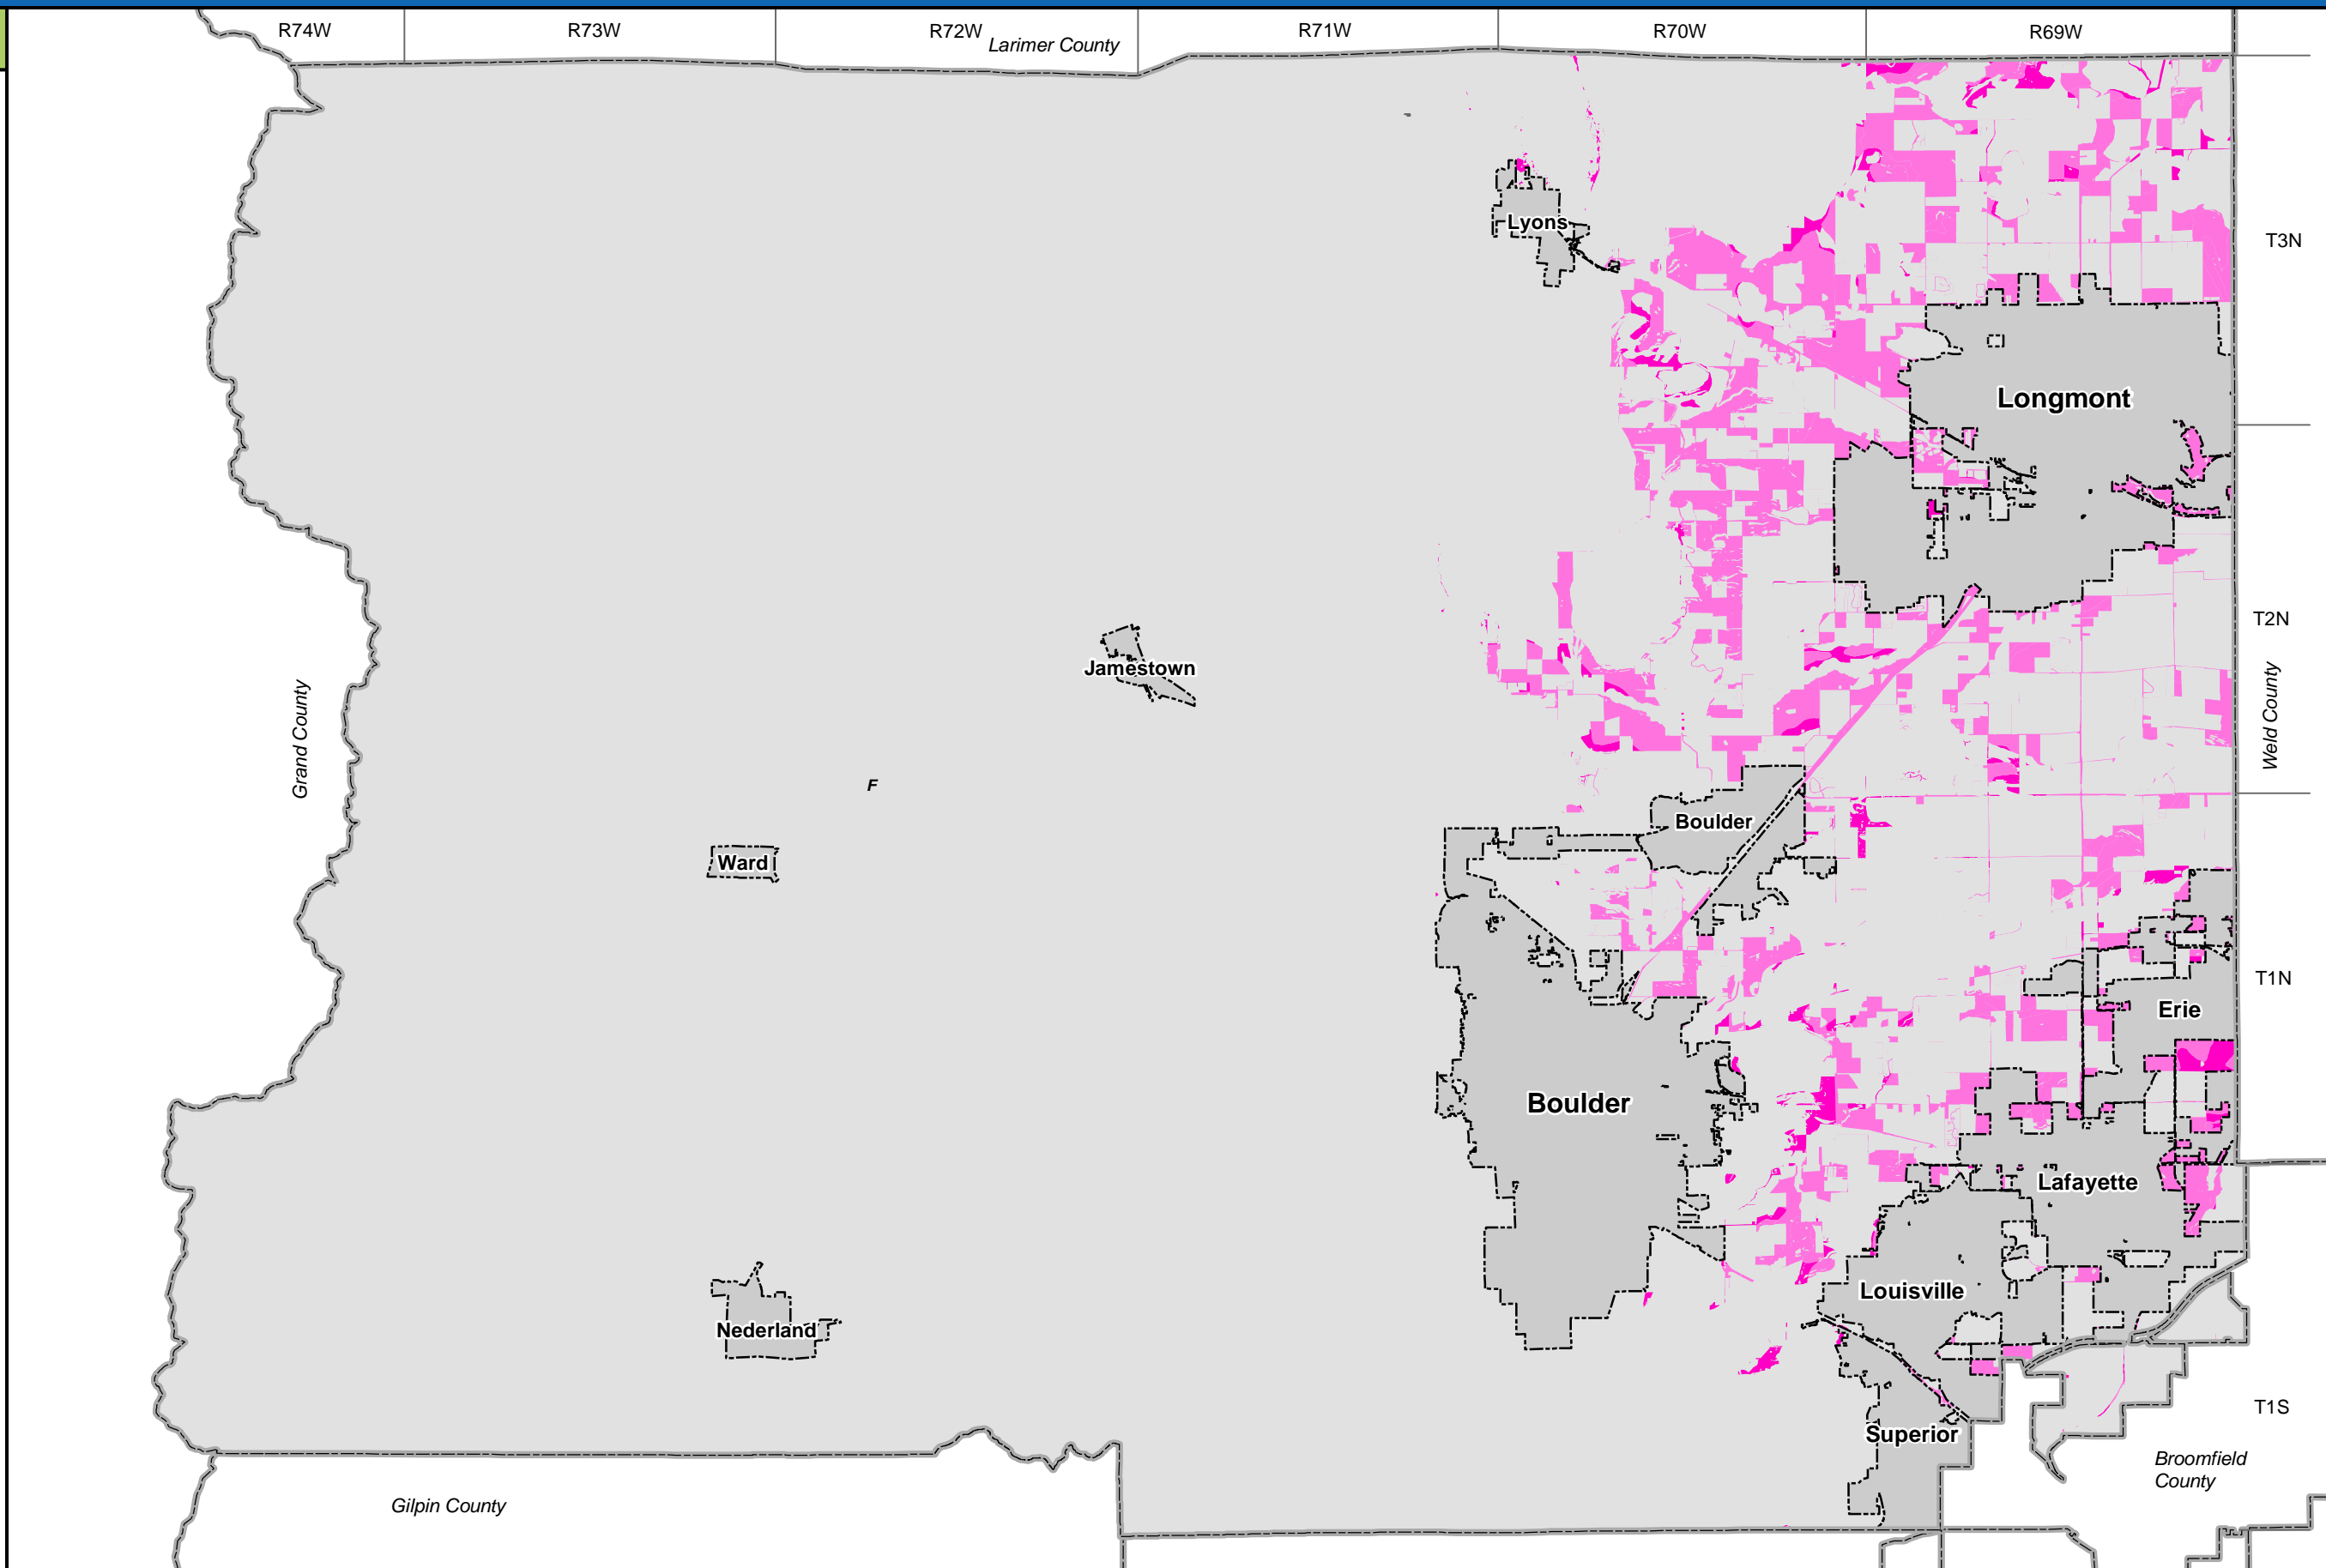 R74W
R73W
R72W
R71W
R70W
R69W
Larimer County
Lyons
T3N
Longmont
T2N
Jamestown
Weld County
Grand County
F
Boulder
Ward
T1N
Erie
Boulder
Lafayette
Louisville
Nederland
T1S
Superior
Broomfield
County
Gilpin County